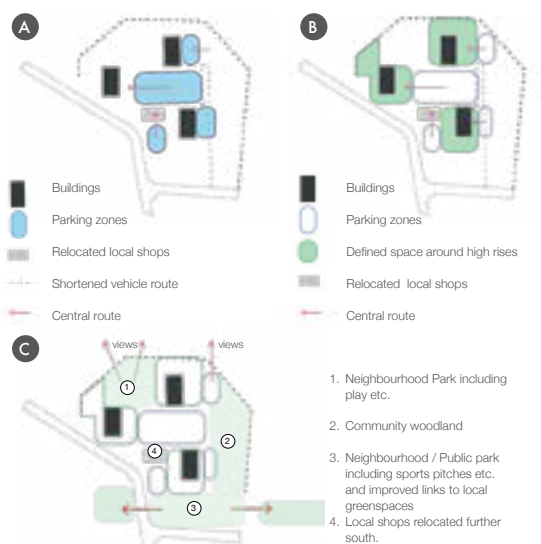 A
Buildings
Parking zones
Relocated local shops
Shortened vehicle route
Central route
B
Buildings
Parking zones
Defined space around high rises
Relocated local shops
Central route
C
views
views
1
2
4
3
1. Neighbourhood Park including
play etc.
2. Community woodland
3. Neighbourhood / Public park
including sports pitches etc.
and improved links to local
greenspaces
4. Local shops relocated further
south.